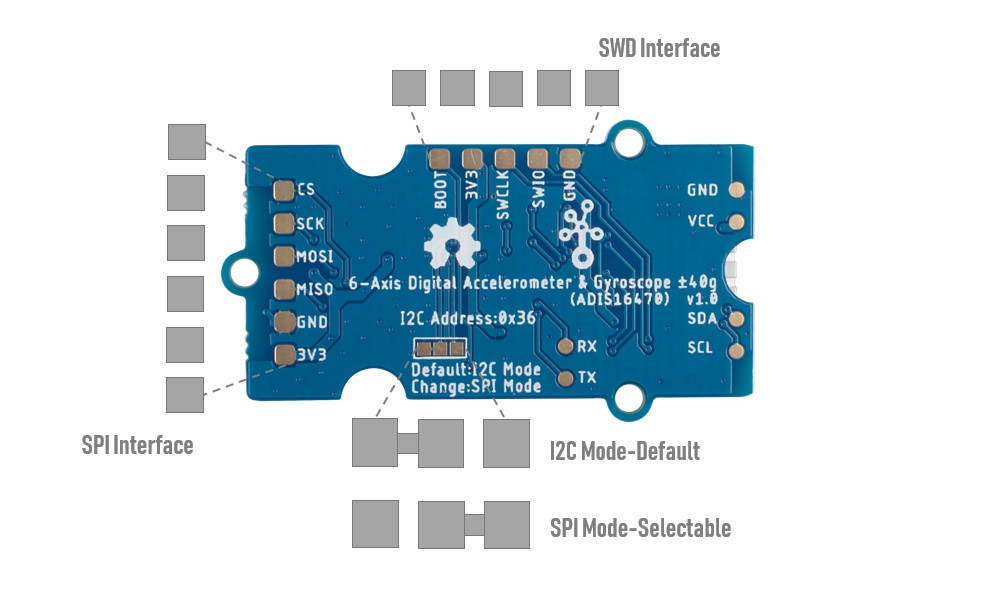 SWD Interface
BOOT
3V3
SWCLK
SWIO
GND
CS
SCK
MOSI
MISO
GND
3V3
GND
VCC
6-Axis Digital Accelerometer & Gyroscope ±40g
(ADIS16470) v1.0
I2C Address:0x36
SDA
SCL
RX
TX
Default:I2C Mode
Change:SPI Mode
SPI Interface
I2C Mode-Default
SPI Mode-Selectable